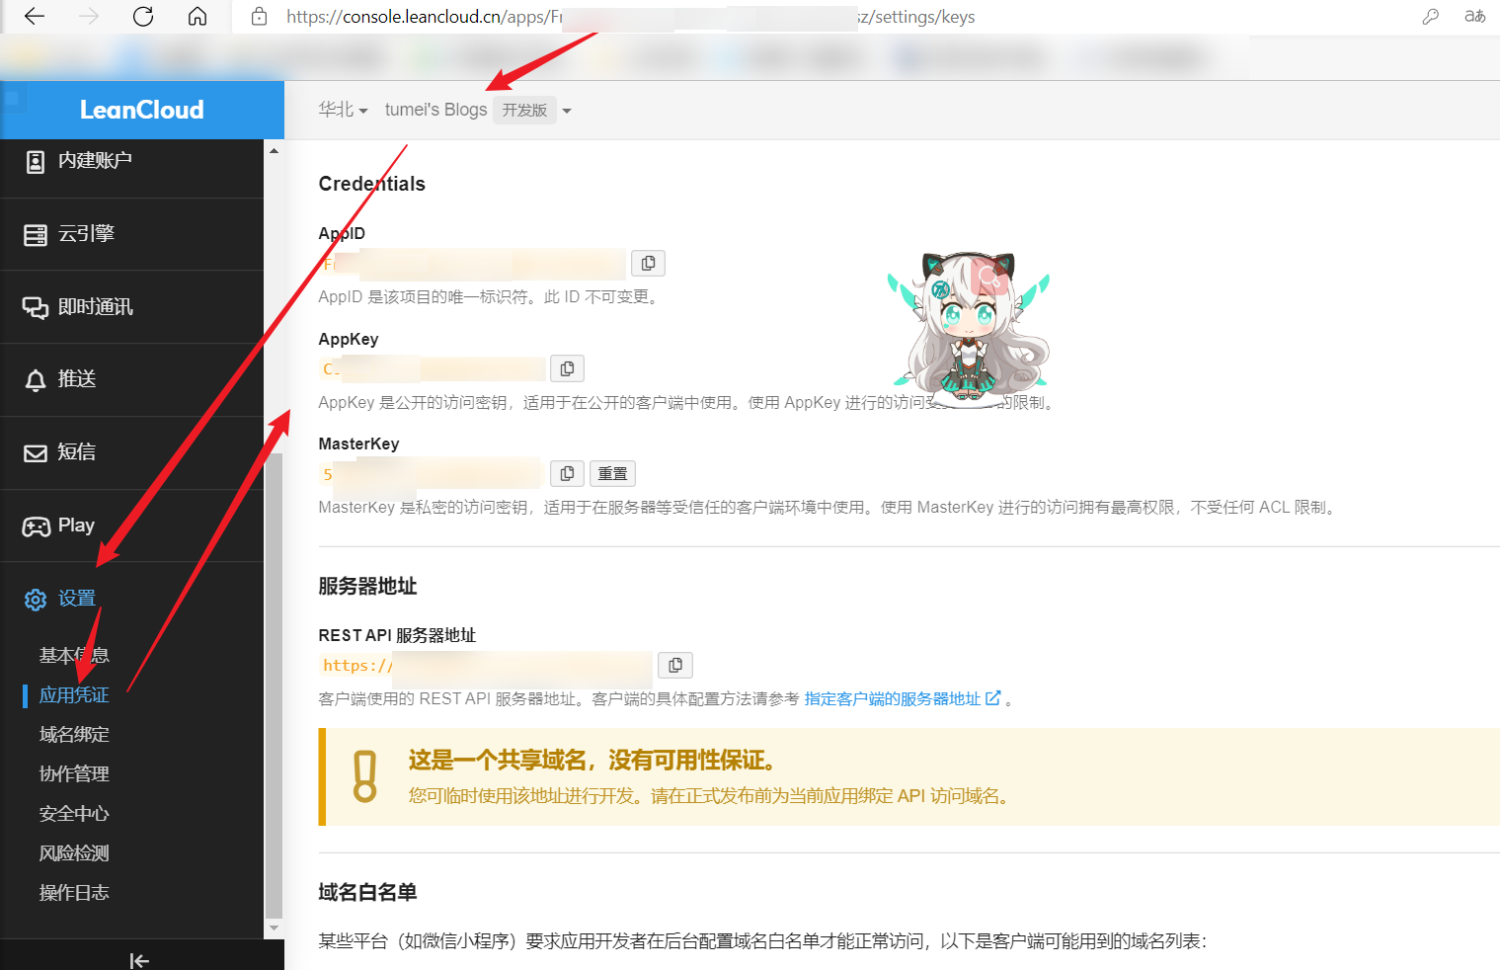 https://console.leancloud.cn/apps/Fr
sz/settings/keys
aあ
LeanCloud
华北
tumei's Blogs
开发版
内建账户
云引擎
即时通讯
推送
短信
Play
设置
基本信息
应用凭证
域名绑定
协作管理
安全中心
风险检测
操作日志
Credentials
AppID
AppID 是该项目的唯一标识符。此 ID 不可变更。
AppKey
C.
AppKey 是公开的访问密钥，适用于在公开的客户端中使用。使用 AppKey 进行的访问受 的限制。
MasterKey
5
重置
MasterKey 是私密的访问密钥，适用于在服务器等受信任的客户端环境中使用。使用 MasterKey 进行的访问拥有最高权限，不受任何 ACL 限制。
服务器地址
REST API 服务器地址
https://
客户端使用的 REST API 服务器地址。客户端的具体配置方法请参考 指定客户端的服务器地址 。
这是一个共享域名，没有可用性保证。
您可临时使用该地址进行开发。请在正式发布前为当前应用绑定 API 访问域名。
域名白名单
某些平台（如微信小程序）要求应用开发者在后台配置域名白名单才能正常访问，以下是客户端可能用到的域名列表：